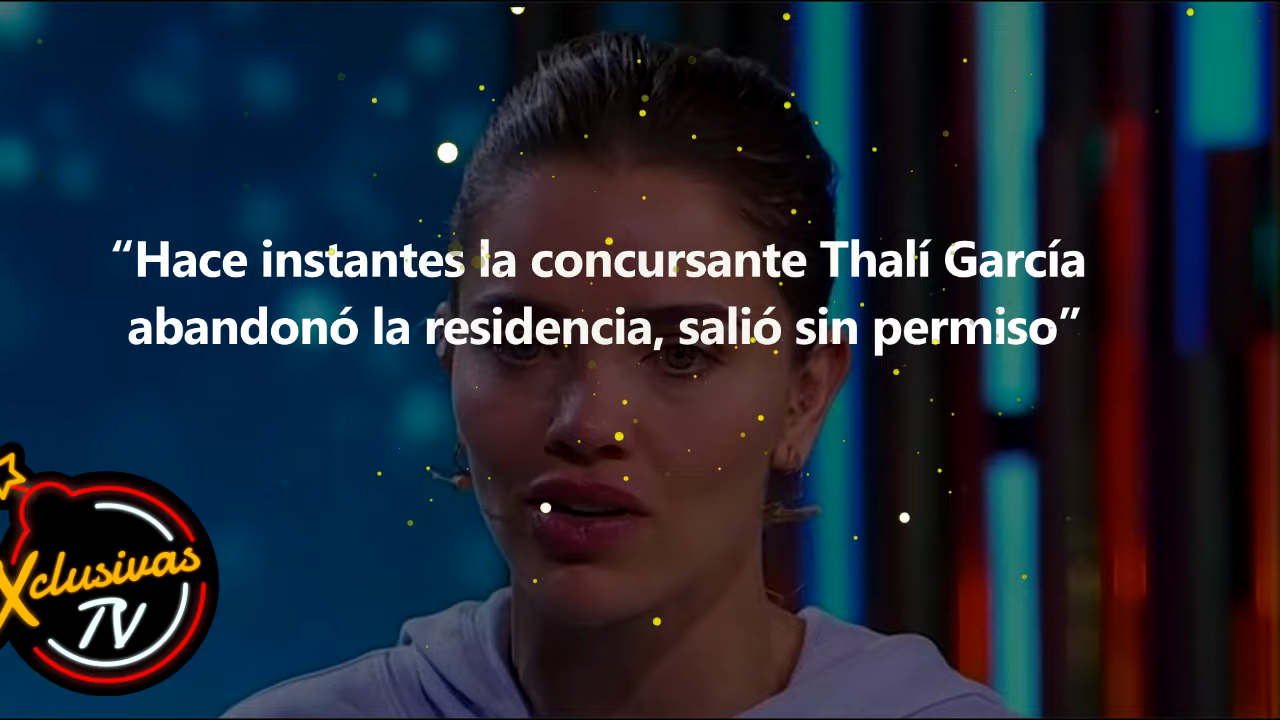 “Hace instantes la concursante Thalí García
abandonó la residencia, salió sin permiso”
Xclusivas
TV